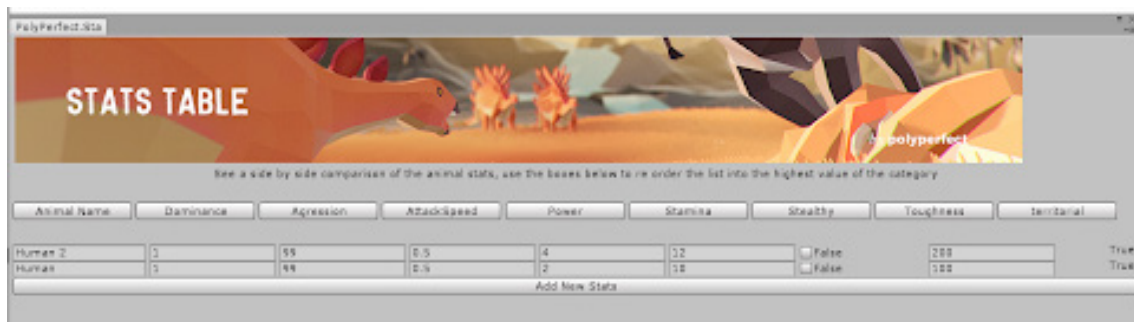 PolyPerfect.Sta
STATS TABLE
polyperfect
See a side by side comparison of the animal stats, use the boxes below to re order the list into the highest value of the category
Animal Name Dominance Agression AttackSpeed Power Stamina Stealthy Toughness territorial
Human 2 1 99 0.5 4 12 False 200 True
Human 1 99 0.5 2 10 False 100 True
Add New Stats